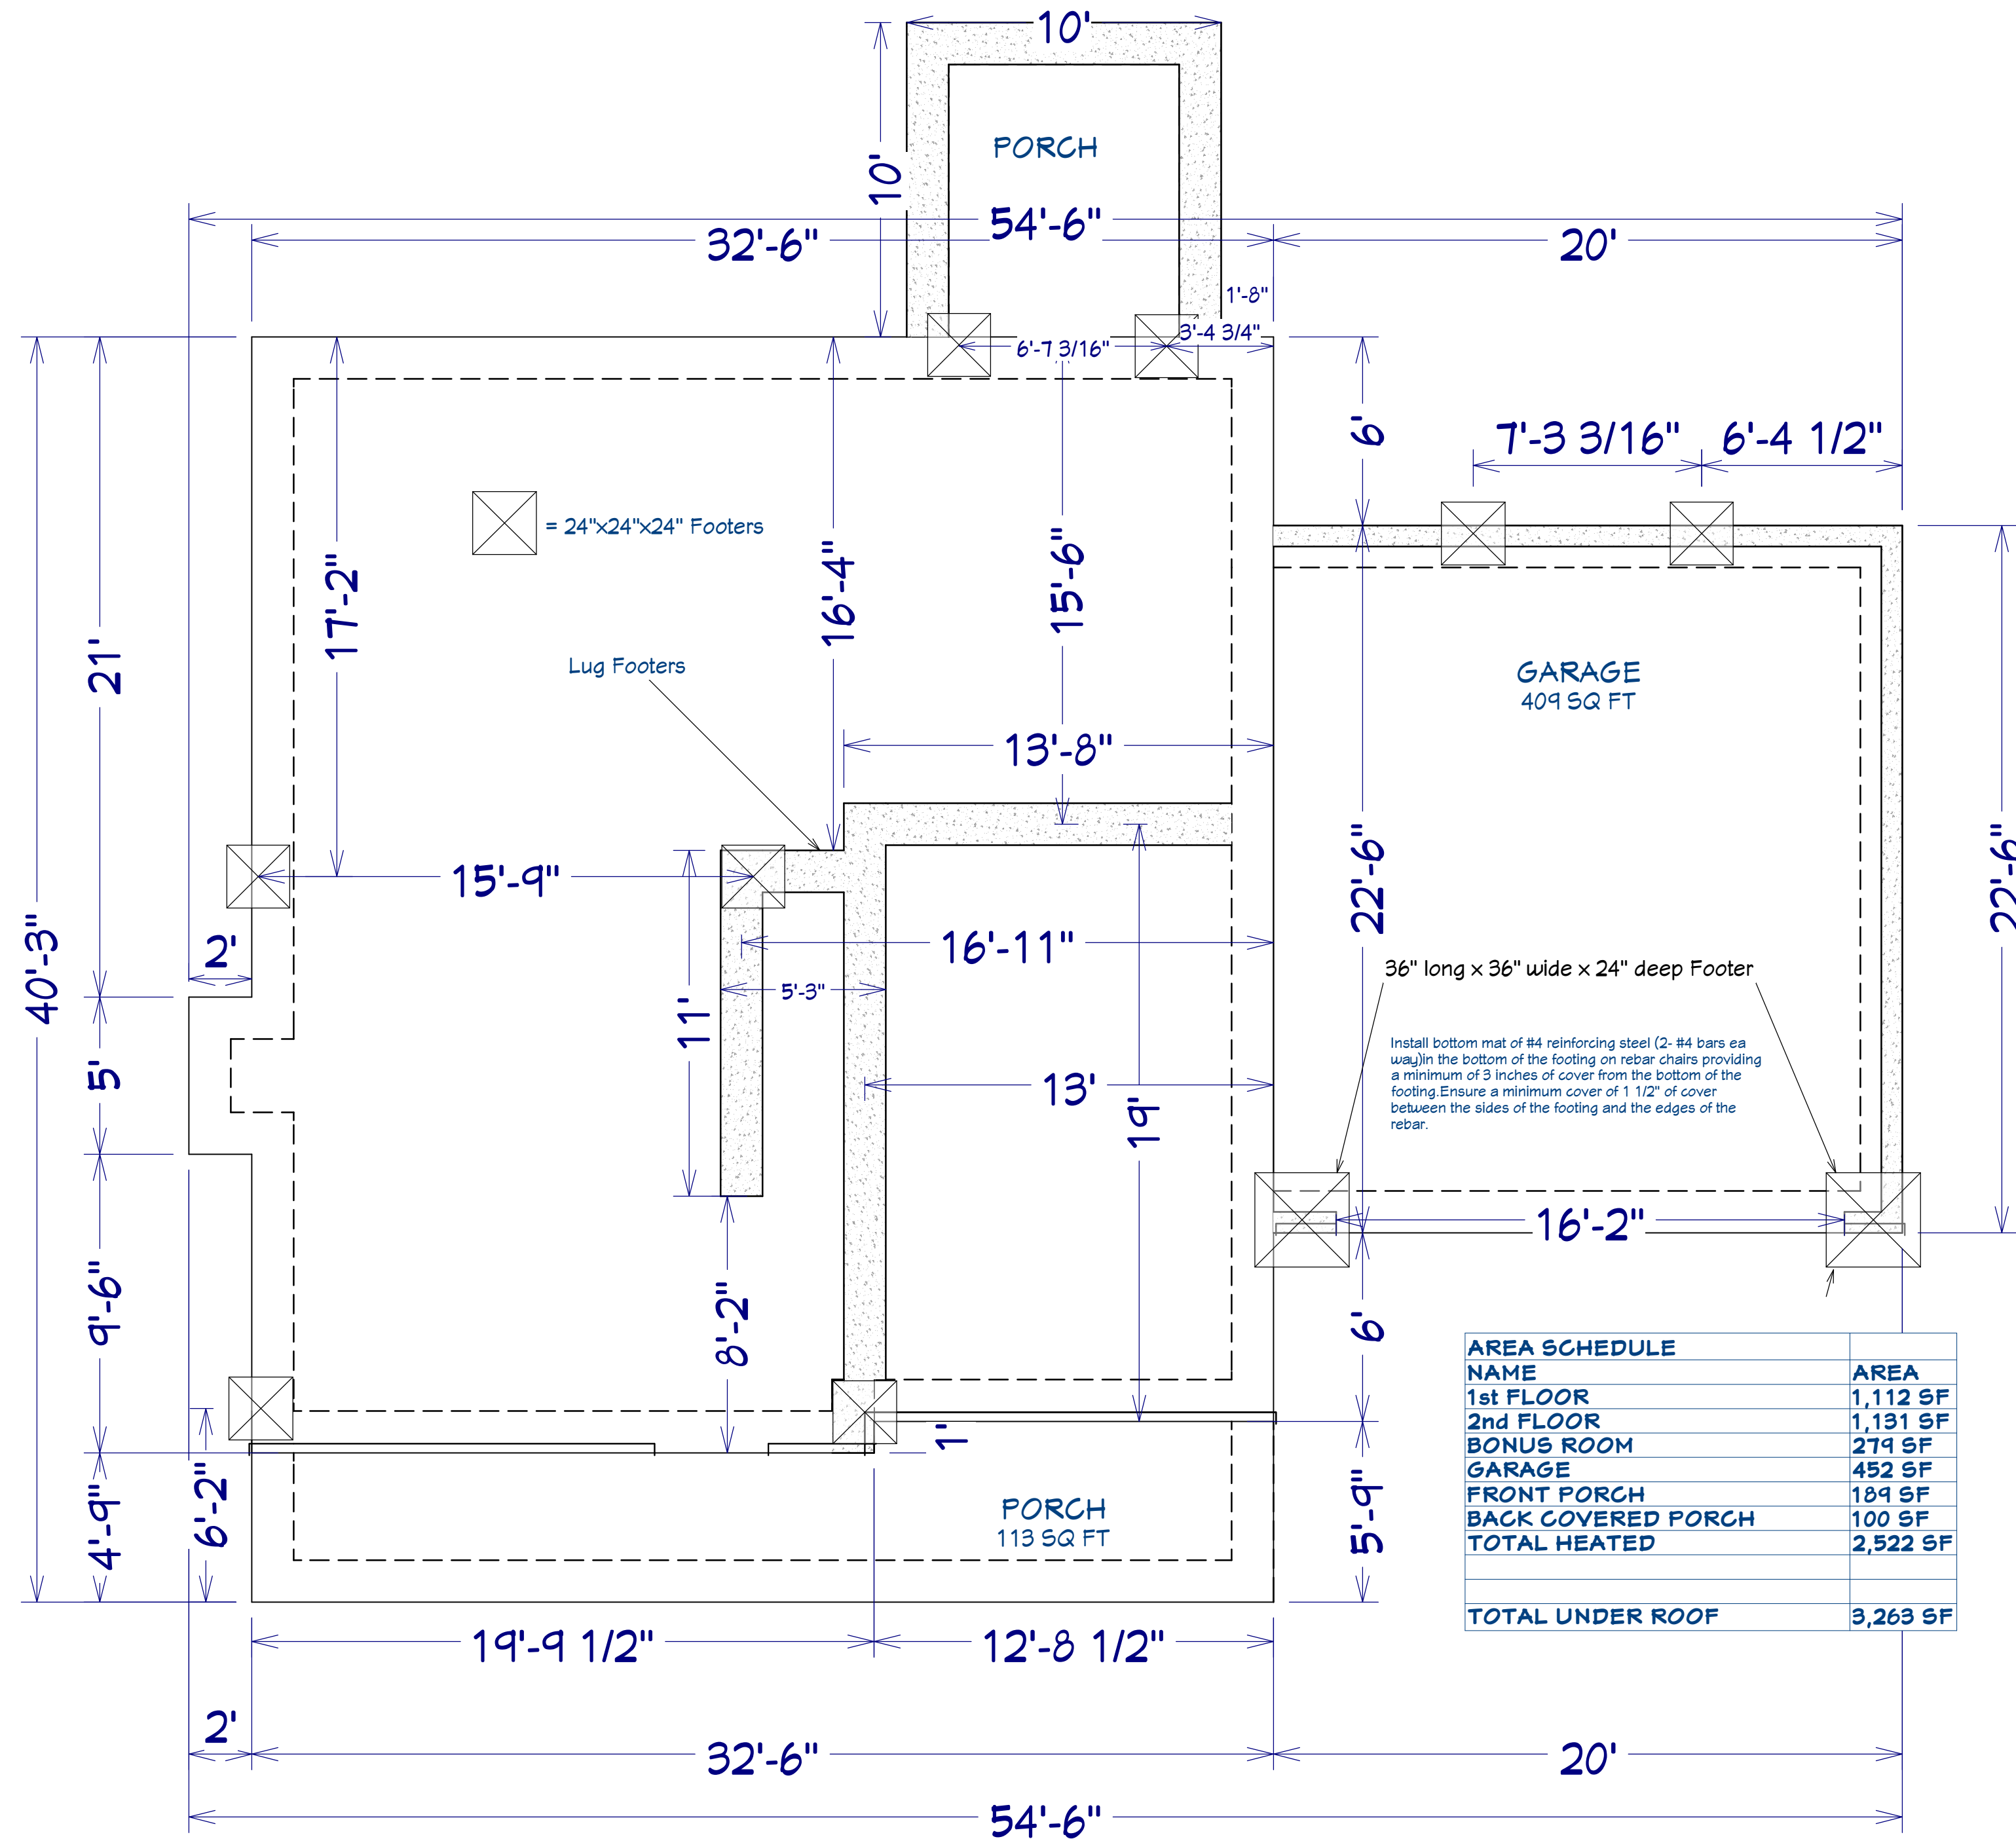 10'
10'
PORCH
54'-6"
32'-6"
20'
1'-8"
3'-4 3/4"
6'-7 3/16"
6'
7'-3 3/16"
6'-4 1/2"
= 24"x24"x24" Footers
17'-2"
16'-4"
15'-6"
21'
Lug Footers
GARAGE
409 SQ FT
13'-8"
15'-9"
22'-6"
22'-6"
40'-3"
2'
16'-11"
5'-3"
11'
36" long x 36" wide x 24" deep Footer
Install bottom mat of #4 reinforcing steel (2- #4 bars ea
way)in the bottom of the footing on rebar chairs providing
a minimum of 3 inches of cover from the bottom of the
footing.Ensure a minimum cover of 1 1/2" of cover
between the sides of the footing and the edges of the
rebar.
5'
13'
19'
16'-2"
9'-6"
8'-2"
6'
AREA SCHEDULE
NAME AREA
1st FLOOR 1,112 SF
2nd FLOOR 1,131 SF
BONUS ROOM 279 SF
GARAGE 452 SF
FRONT PORCH 189 SF
BACK COVERED PORCH 100 SF
TOTAL HEATED 2,522 SF
TOTAL UNDER ROOF 3,263 SF
1'
4'-9"
6'-2"
PORCH
113 SQ FT
5'-9"
19'-9 1/2"
12'-8 1/2"
2'
32'-6"
20'
54'-6"